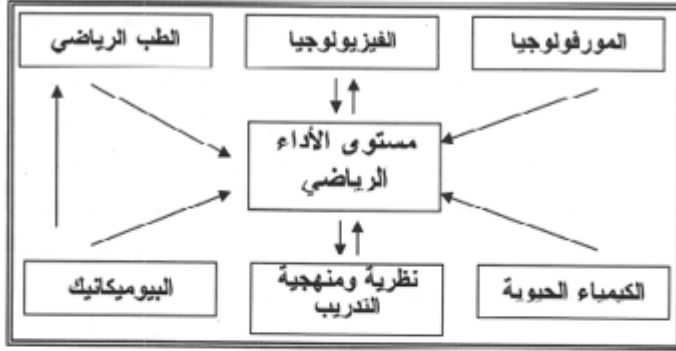 المورفولوجيا
الفيزيولوجيا
الطب الرياضي
مستوى الأداء
الرياضي
الكيمياء الحيوية
نظرية ومنهجية
التدريب
البيوميكانيك